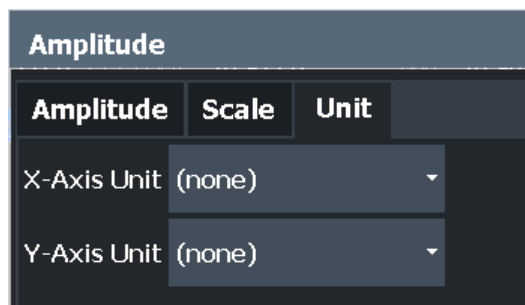 Amplitude
Amplitude Scale Unit
X-Axis Unit (none)
Y-Axis Unit (none)